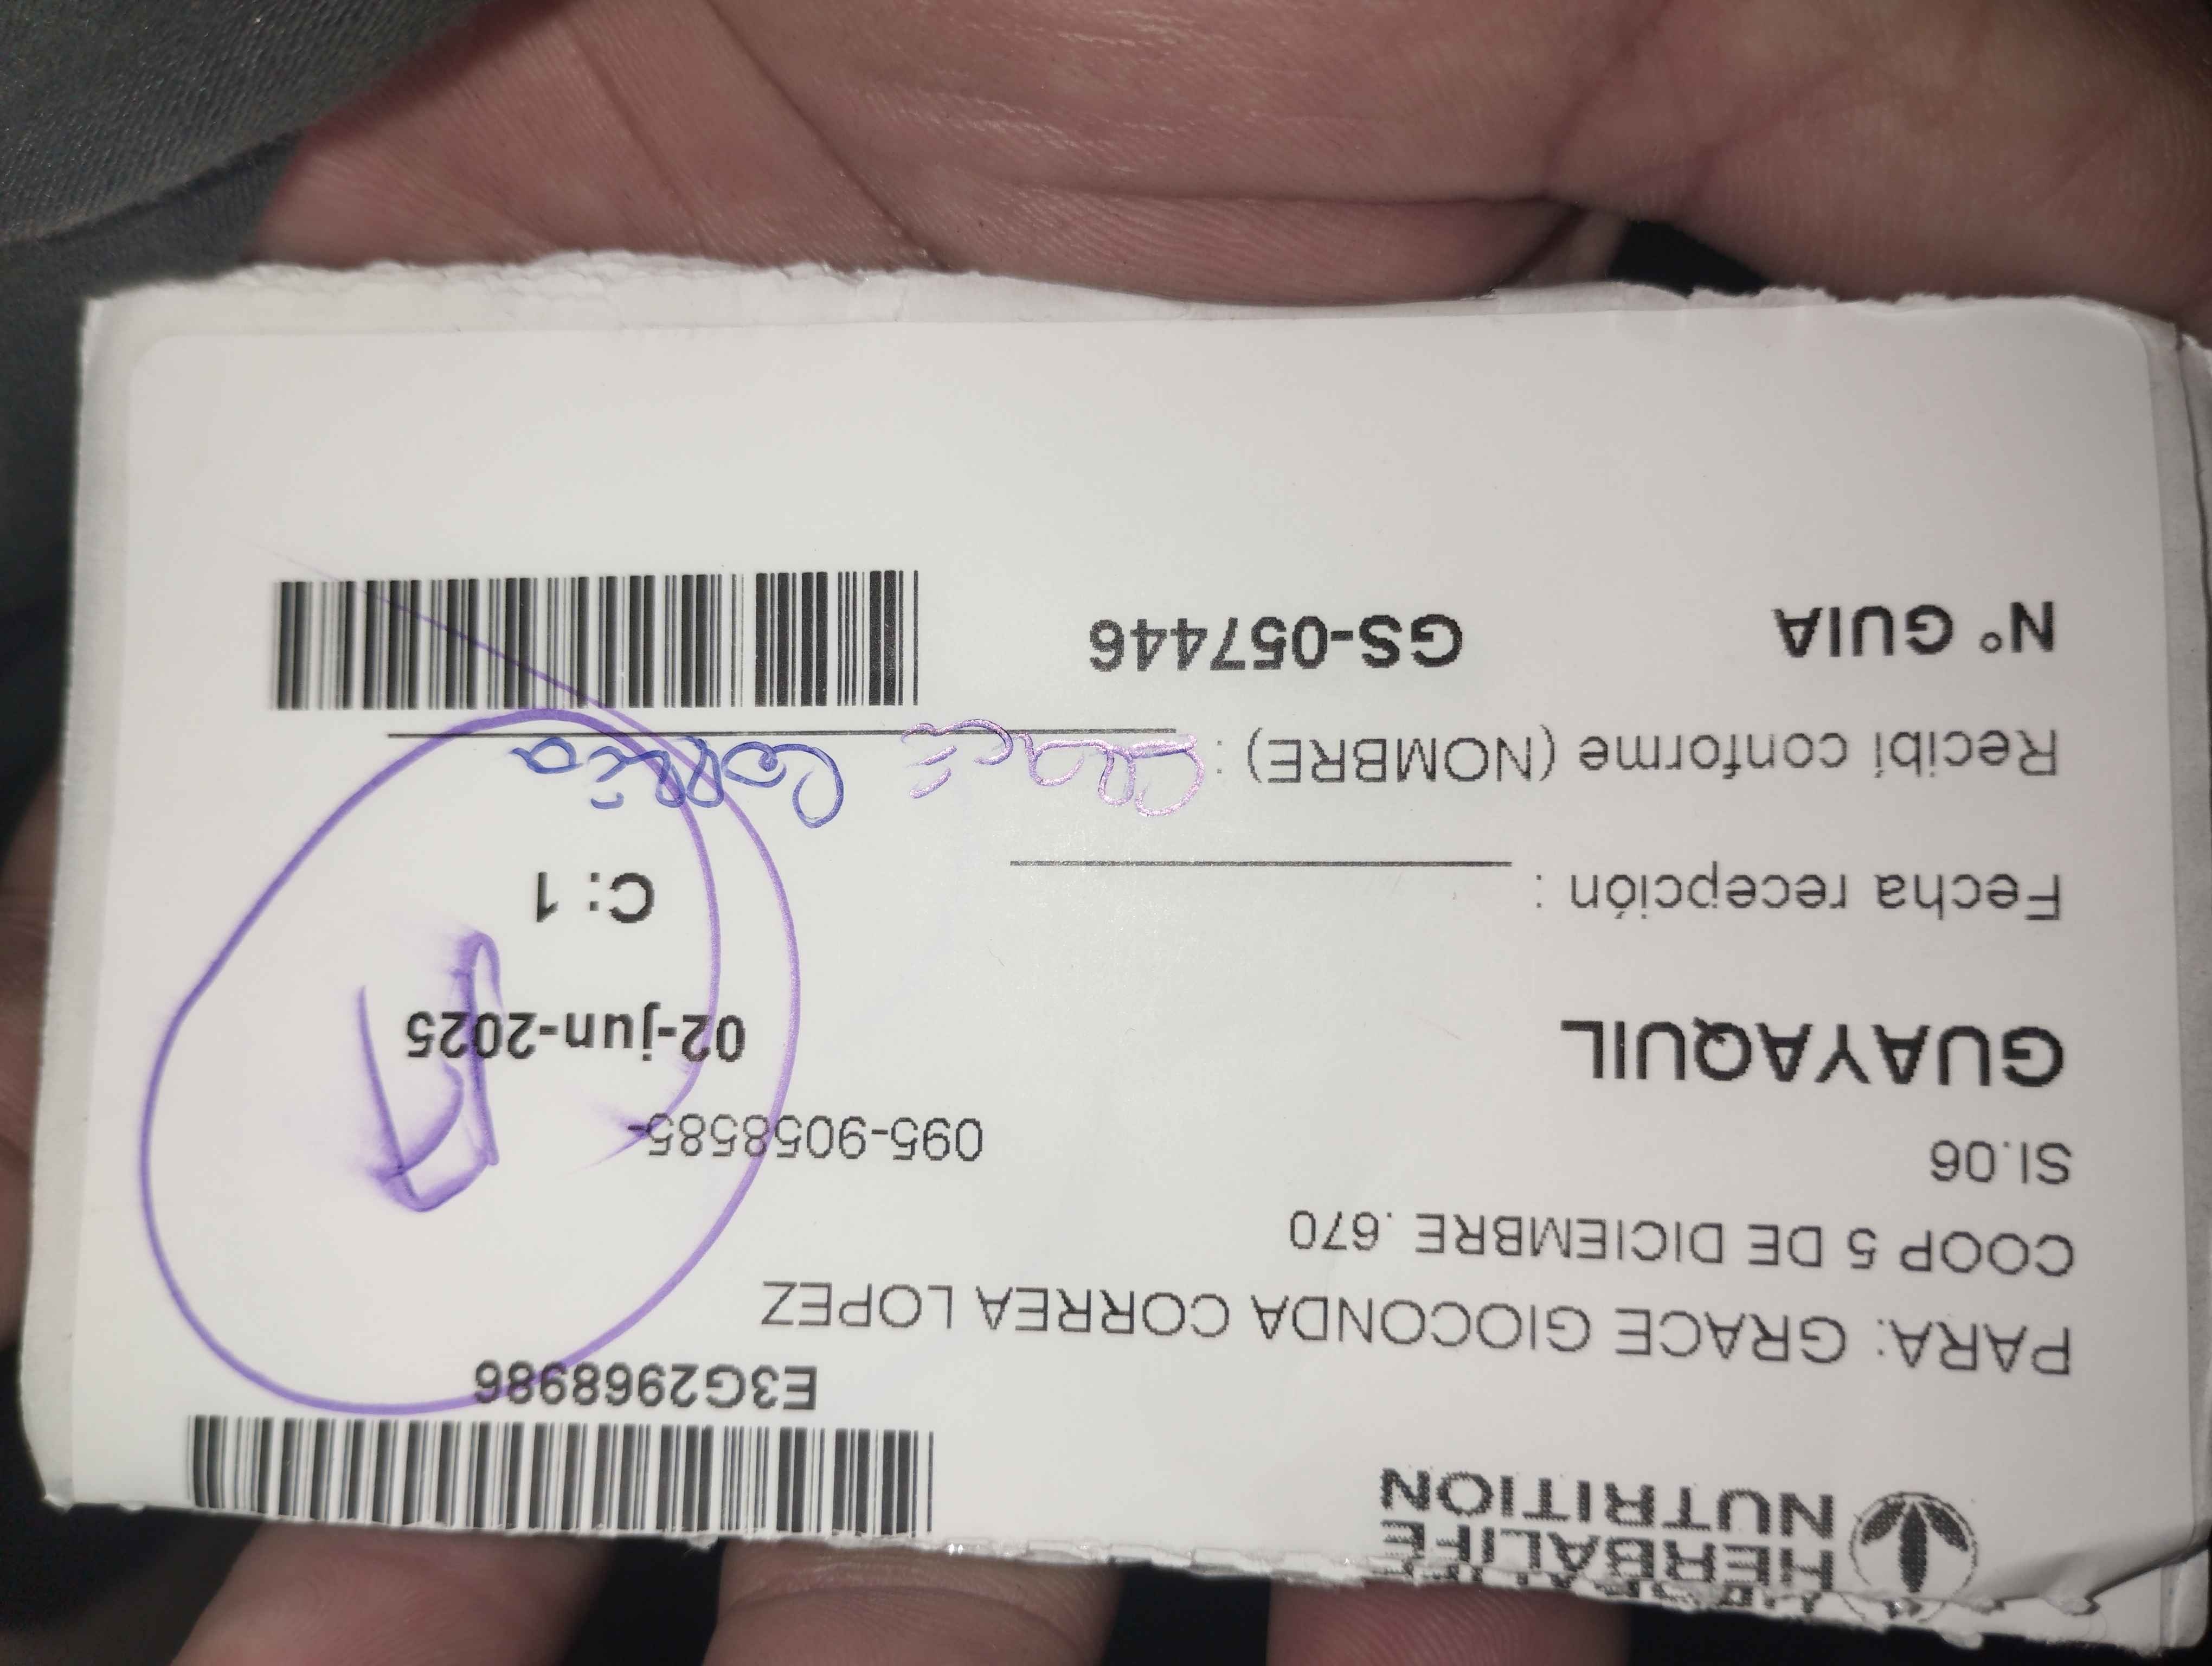 HERBALIFE
NUTRITION
E3G2968986
PARA: GRACE GIOCONDA CORREA LOPEZ
COOP 5 DE DICIEMBRE .670
SI.06
095-9058585-
GUAYAQUIL
02-jun-2025
C: 1
Fecha recepción :
Recibí conforme (NOMBRE) : Grace Correa
N° GUIA GS-057446